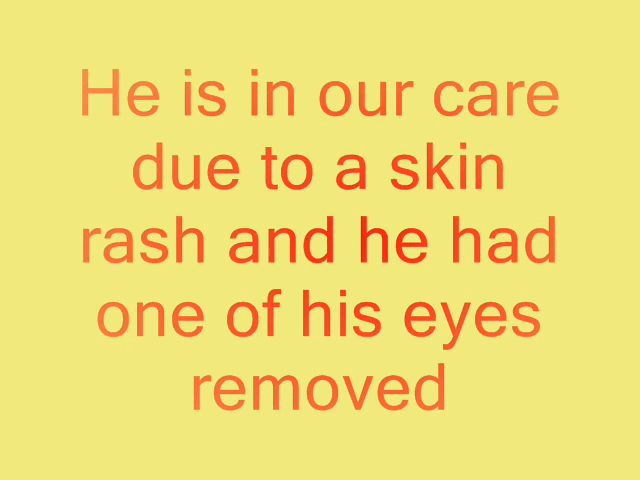 He is in our care
due to a skin
rash and he had
one of his eyes
removed